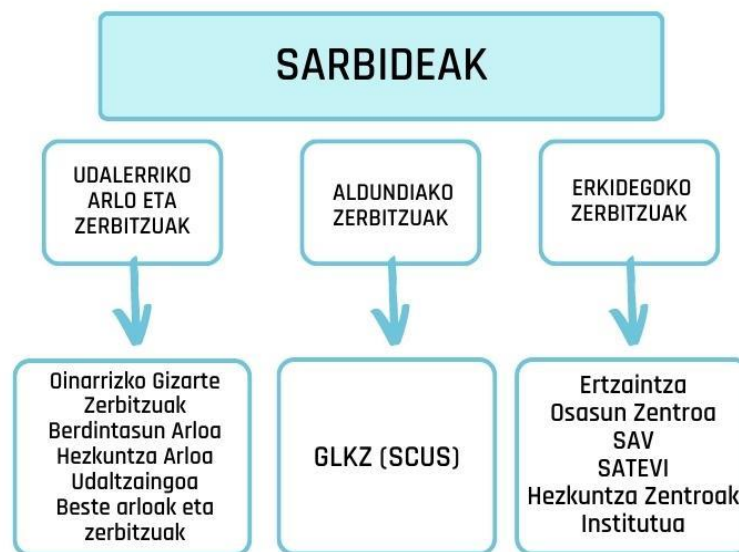 SARBIDEAK
UDALERRIKO
ARLO ETA
ZERBITZUAK
ALDUNDIAKO
ZERBITZUAK
ERKIDEGOKO
ZERBITZUAK
Oinarrizko Gizarte
Zerbitzuak
Berdintasun Arloa
Hezkuntza Arloa
Udaltzaingoa
Beste arloak eta
zerbitzuak
GLKZ (SCUS)
Ertzaintza
Osasun Zentroa
SAV
SATEVI
Hezkuntza Zentroak
Institutua